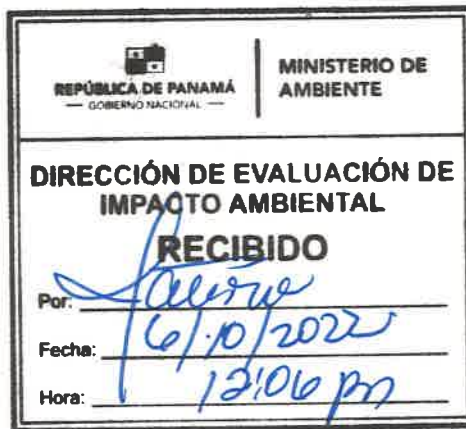 REPÚBLICA DE PANAMÁ
— GOBIERNO NACIONAL —
MINISTERIO DE
AMBIENTE
DIRECCIÓN DE EVALUACIÓN DE
IMPACTO AMBIENTAL
RECIBIDO
Por:
Fecha: 6/10/2022
Hora: 12:06 pm